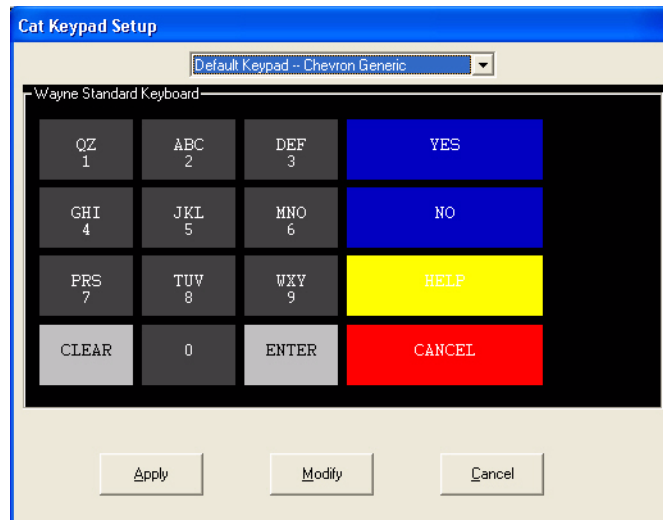 Cat Keypad Setup
Default Keypad -- Chevron Generic
Wayne Standard Keyboard
QZ ABC DEF YES
1 2 3
GHI JKL MNO NO
4 5 6
PRS TUV WXY HELP
7 8 9
CLEAR 0 ENTER CANCEL
Apply Modify Cancel